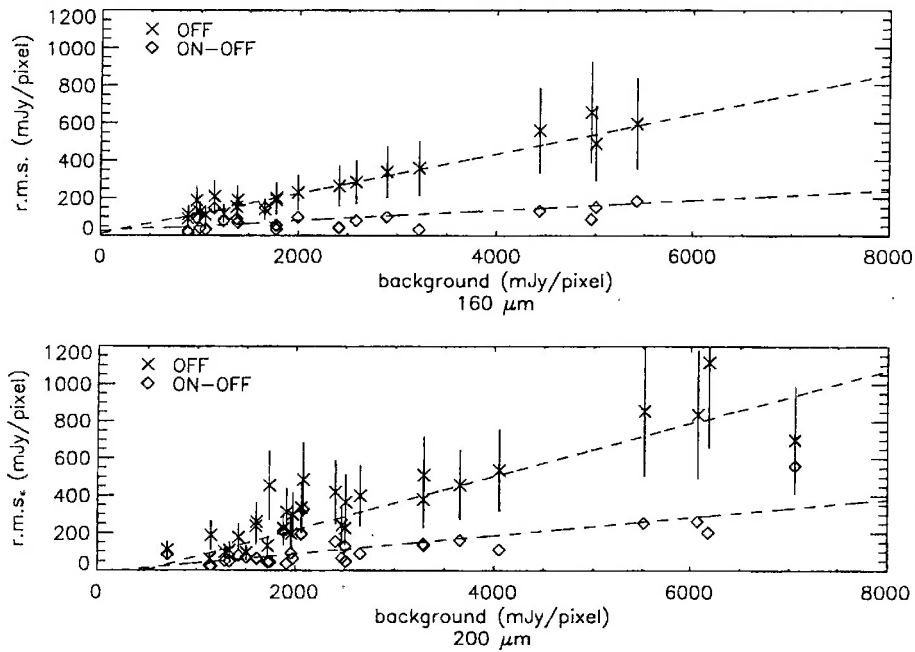 1200
1000
800
600
400
200
0
r.m.s. (mJy/pixel)
× OFF
◇ ON−OFF
0 2000 4000 6000 8000
background (mJy/pixel)
160 μm
1200
1000
800
600
400
200
0
r.m.s. (mJy/pixel)
× OFF
◇ ON−OFF
0 2000 4000 6000 8000
background (mJy/pixel)
200 μm